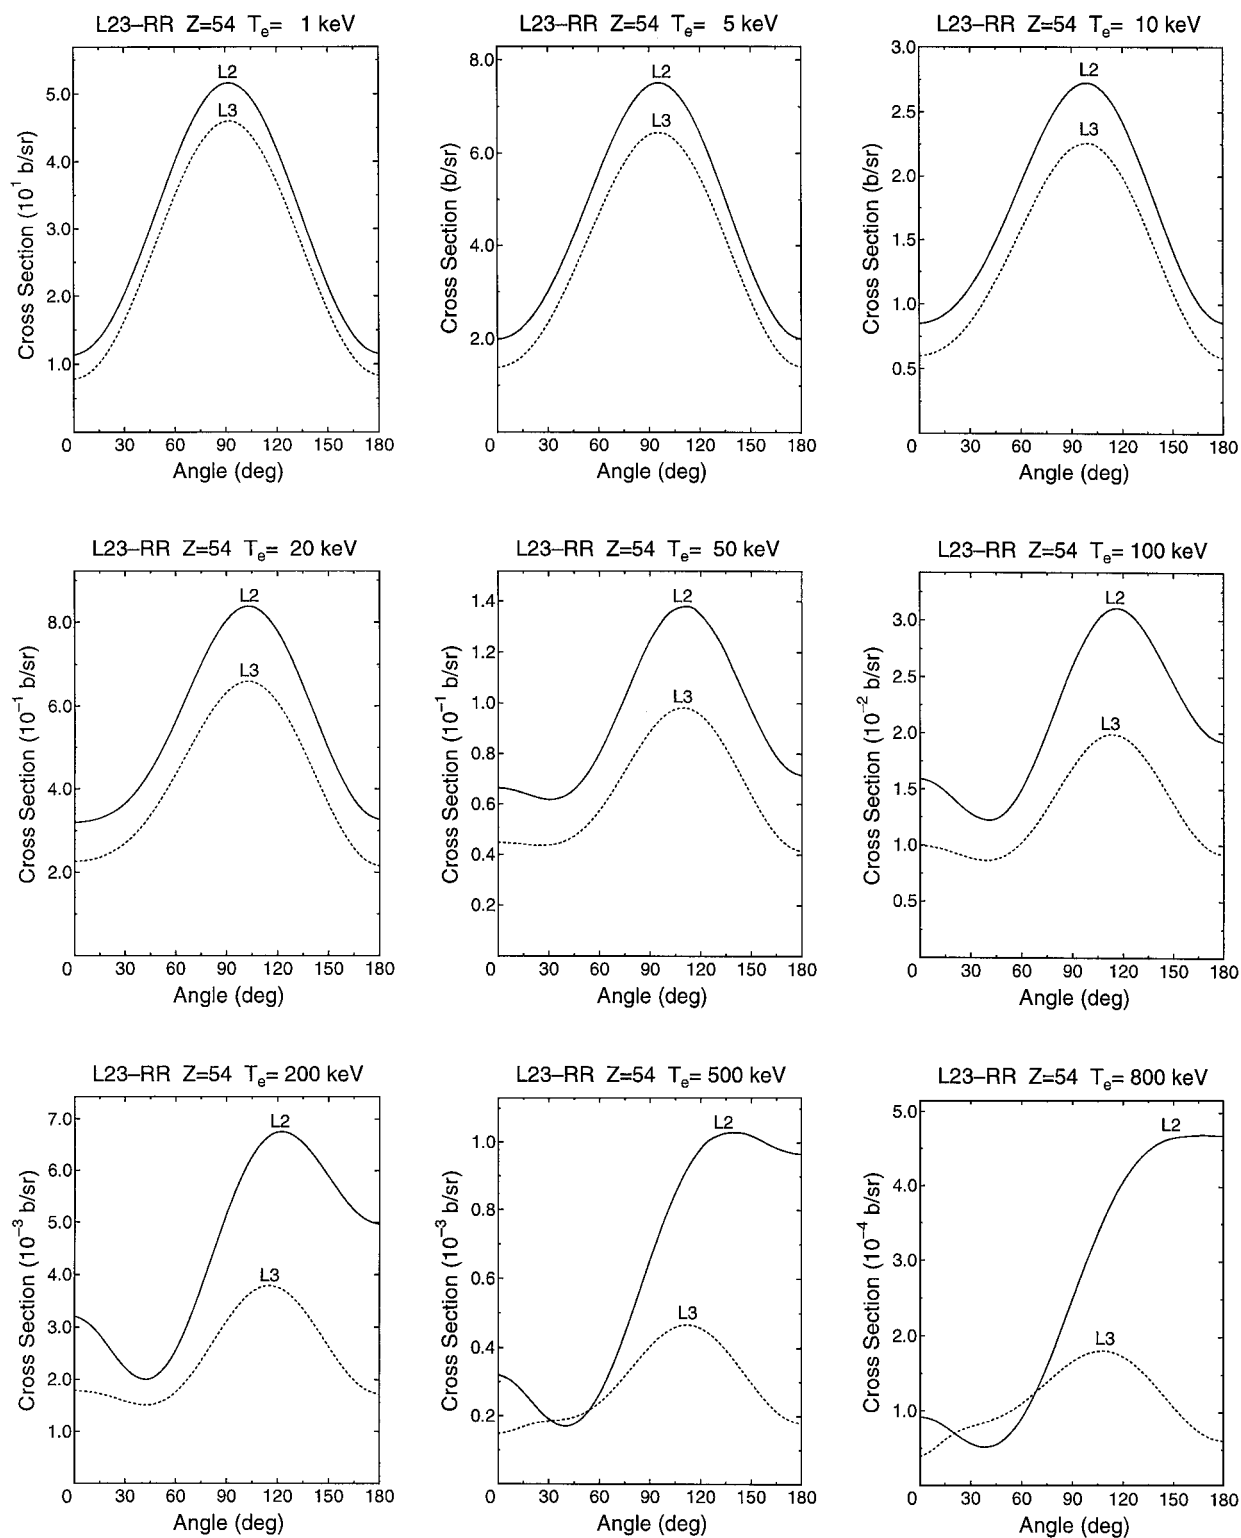 L23–RR Z=54 Tₑ= 1 keV
L2
L3
5.0
4.0
3.0
2.0
1.0
Cross Section (10¹ b/sr)
0 30 60 90 120 150 180
Angle (deg)
L23–RR Z=54 Tₑ= 5 keV
L2
L3
8.0
6.0
4.0
2.0
Cross Section (b/sr)
0 30 60 90 120 150 180
Angle (deg)
L23–RR Z=54 Tₑ= 10 keV
L2
L3
3.0
2.5
2.0
1.5
1.0
0.5
Cross Section (b/sr)
0 30 60 90 120 150 180
Angle (deg)
L23–RR Z=54 Tₑ= 20 keV
L2
L3
8.0
6.0
4.0
2.0
Cross Section (10⁻¹ b/sr)
0 30 60 90 120 150 180
Angle (deg)
L23–RR Z=54 Tₑ= 50 keV
L2
L3
1.4
1.2
1.0
0.8
0.6
0.4
0.2
Cross Section (10⁻¹ b/sr)
0 30 60 90 120 150 180
Angle (deg)
L23–RR Z=54 Tₑ= 100 keV
L2
L3
3.0
2.5
2.0
1.5
1.0
0.5
Cross Section (10⁻² b/sr)
0 30 60 90 120 150 180
Angle (deg)
L23–RR Z=54 Tₑ= 200 keV
L2
L3
7.0
6.0
5.0
4.0
3.0
2.0
1.0
Cross Section (10⁻³ b/sr)
0 30 60 90 120 150 180
Angle (deg)
L23–RR Z=54 Tₑ= 500 keV
L2
L3
1.0
0.8
0.6
0.4
0.2
Cross Section (10⁻³ b/sr)
0 30 60 90 120 150 180
Angle (deg)
L23–RR Z=54 Tₑ= 800 keV
L2
L3
5.0
4.0
3.0
2.0
1.0
Cross Section (10⁻⁴ b/sr)
0 30 60 90 120 150 180
Angle (deg)